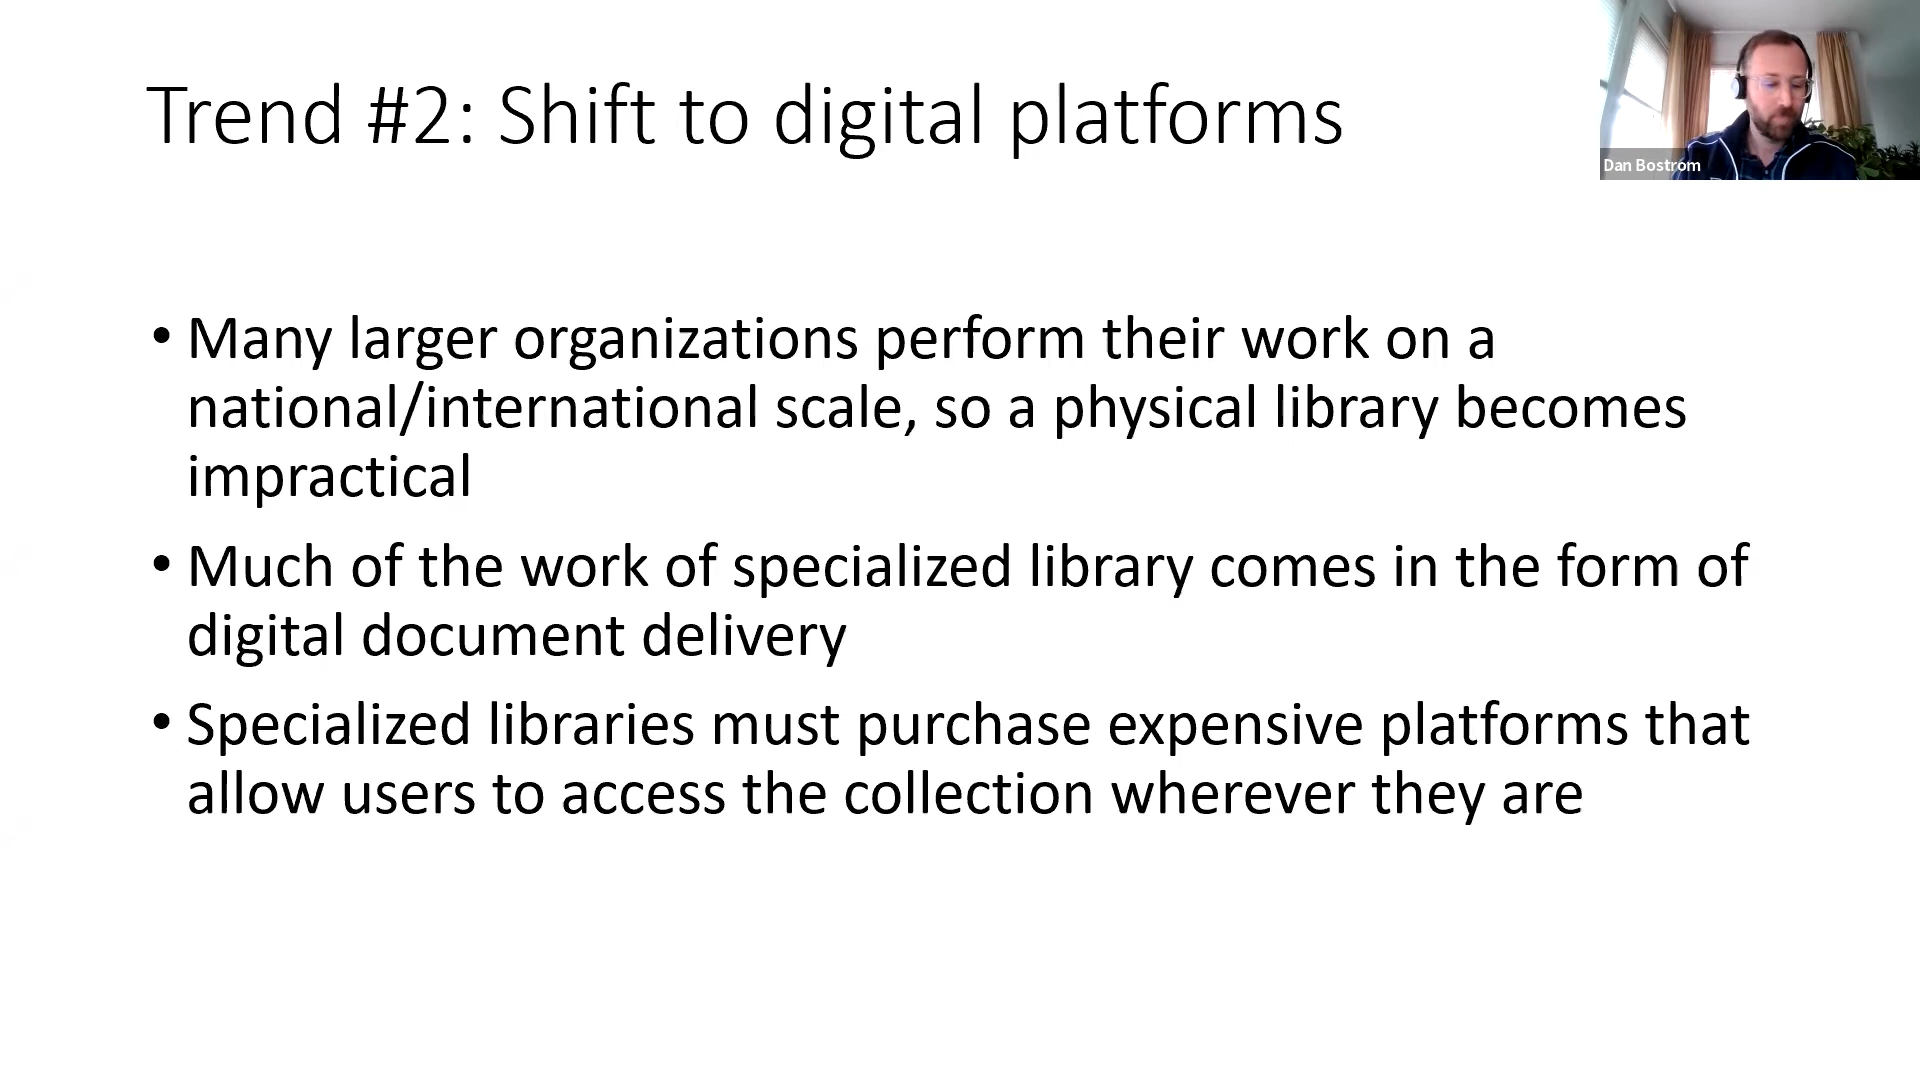 Trend #2: Shift to digital platforms
Dan Bostrom
• Many larger organizations perform their work on a
national/international scale, so a physical library becomes
impractical
• Much of the work of specialized library comes in the form of
digital document delivery
• Specialized libraries must purchase expensive platforms that
allow users to access the collection wherever they are